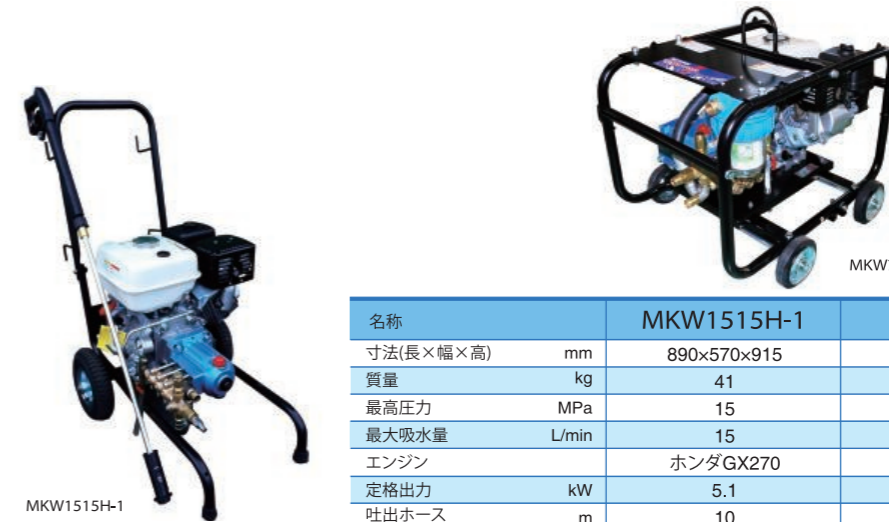 MKW
MKW1515H-1
名称 MKW1515H-1
寸法(長×幅×高) mm 890×570×915
質量 kg 41
最高圧力 MPa 15
最大吸水量 L/min 15
エンジン ホンダGX270
定格出力 kW 5.1
吐出ホース m 10